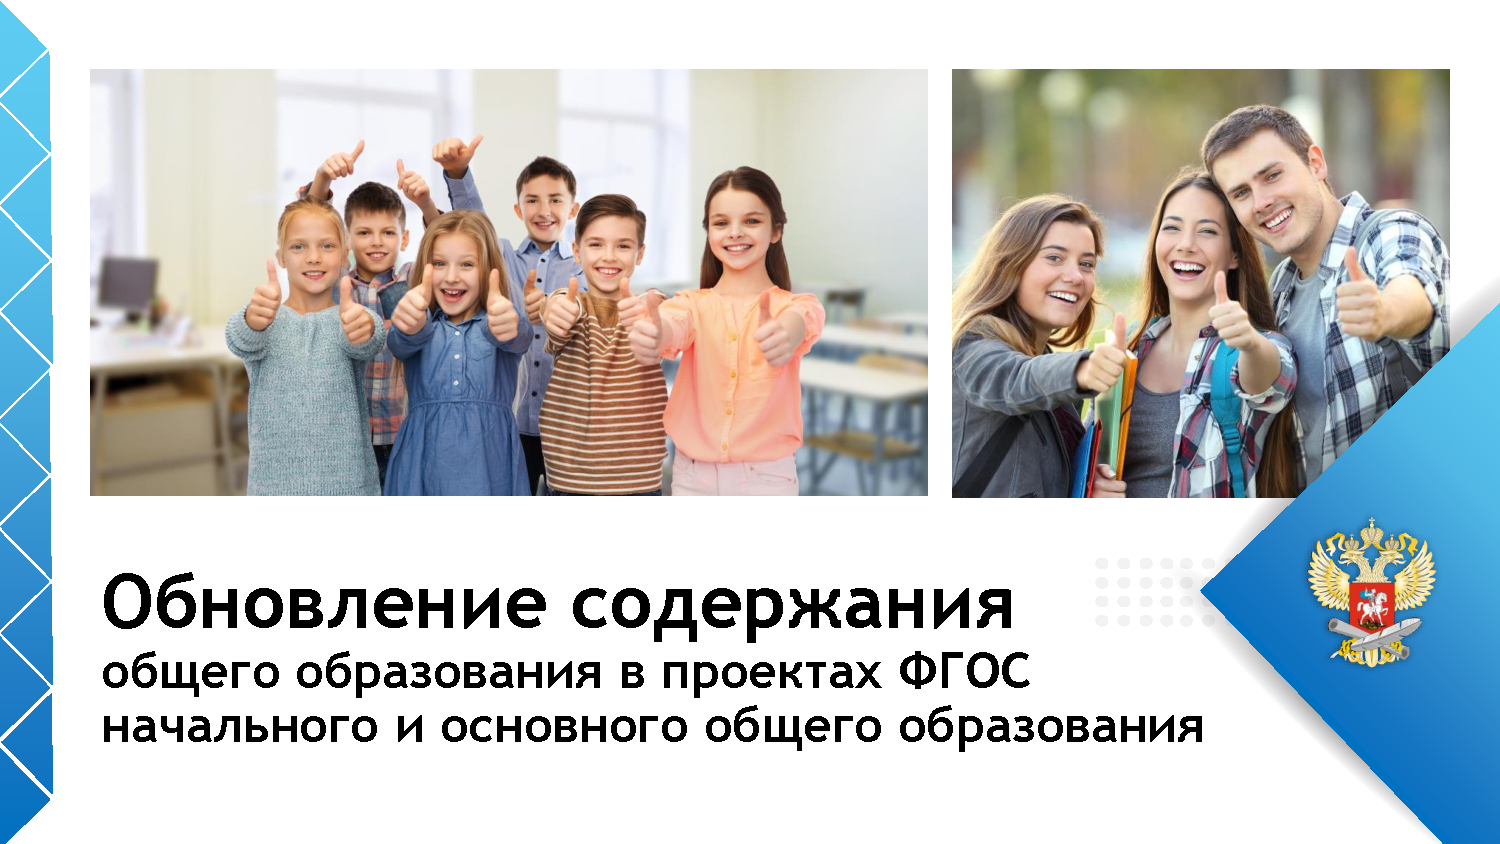 Обновление содержания
общего образования в проектах ФГОС
начального и основного общего образования